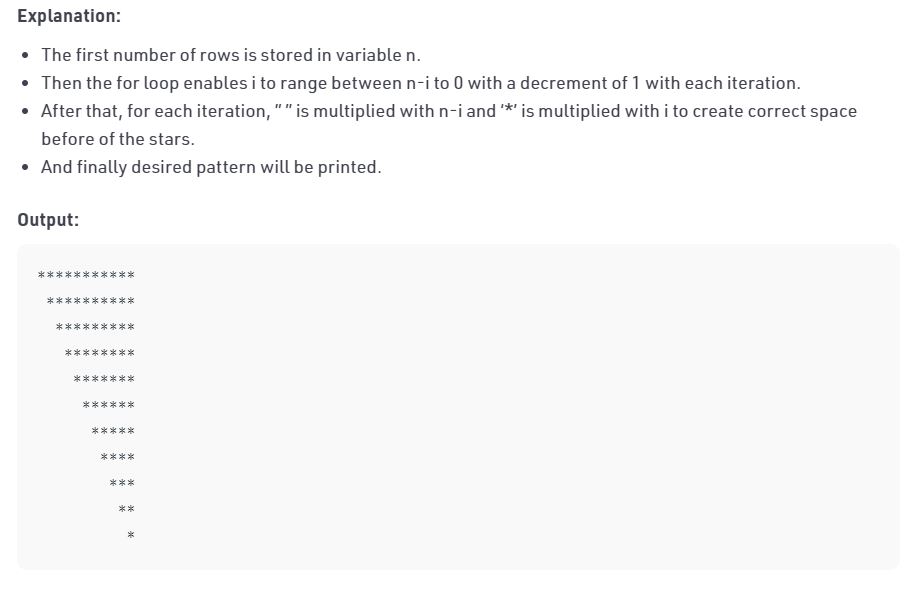 Explanation:
• The first number of rows is stored in variable n.
• Then the for loop enables i to range between n-i to 0 with a decrement of 1 with each iteration.
• After that, for each iteration, ” ” is multiplied with n-i and ‘*’ is multiplied with i to create correct space
before of the stars.
• And finally desired pattern will be printed.
Output:
***********
 **********
  *********
   ********
    *******
     ******
      *****
       ****
        ***
         **
          *